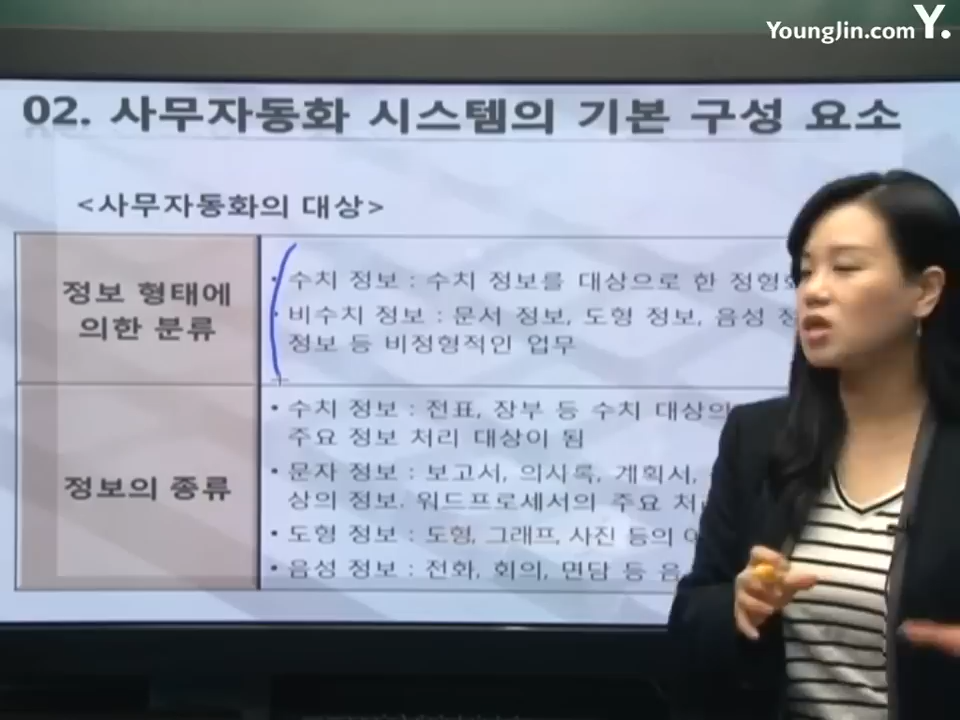 YoungJin.com Y.
02. 사무자동화 시스템의 기본 구성 요소
<사무자동화의 대상>
정보 형태에
의한 분류
• 수치 정보 : 수치 정보를 대상으로 한
• 비수치 정보 : 문서 정보, 도형 정보, 음성
정보 등 비정형적인 업무
정보의 종류
• 수치 정보 : 전표, 장부 등 수치 대상의
주요 정보 처리 대상이 됨
• 문자 정보 : 보고서, 의사록, 계획서,
상의 정보. 워드프로세서의 주요
• 도형 정보 : 도형, 그래프, 사진 등의
• 음성 정보 : 전화, 회의, 면담 등